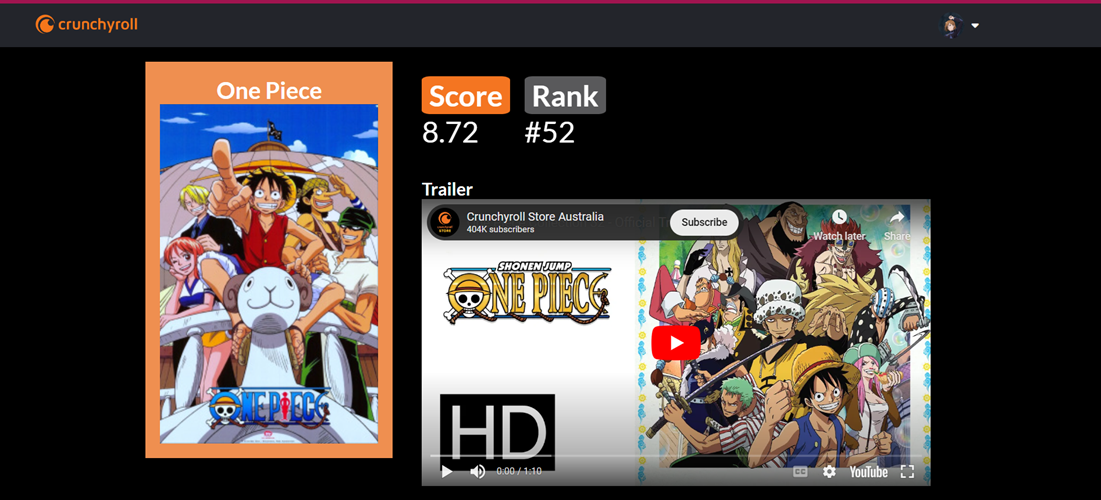 crunchyroll
One Piece
ONE PIECE
Score
Rank
8.72
#52
Trailer
Crunchyroll Store Australia
404K subscribers
Subscribe
Watch later
Share
SHONEN JUMP
ONE PIECE
HD
0:00 / 1:10
CC
YouTube